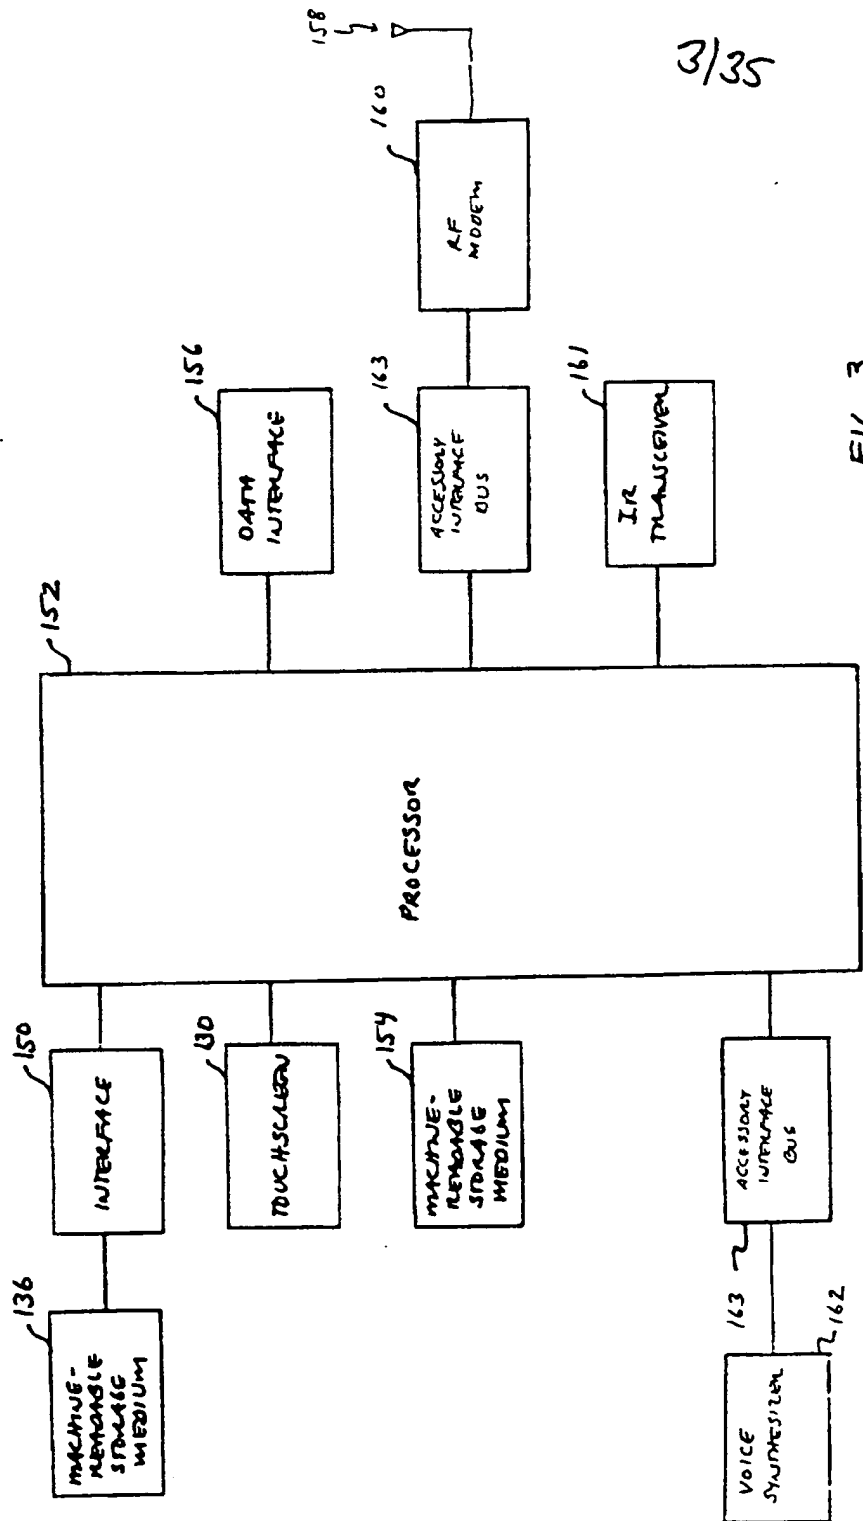 3/35
158
160
RF
MODEM
156
DATA
INTERFACE
163
ACCESSORY
INTERFACE
BUS
161
IR
TRANSCEIVER
152
PROCESSOR
150
INTERFACE
130
TOUCHSCREEN
154
MACHINE-
READABLE
STORAGE
MEDIUM
136
MACHINE-
READABLE
STORAGE
MEDIUM
ACCESSORY
INTERFACE
BUS
163
162
VOICE
SYNTHESIZER